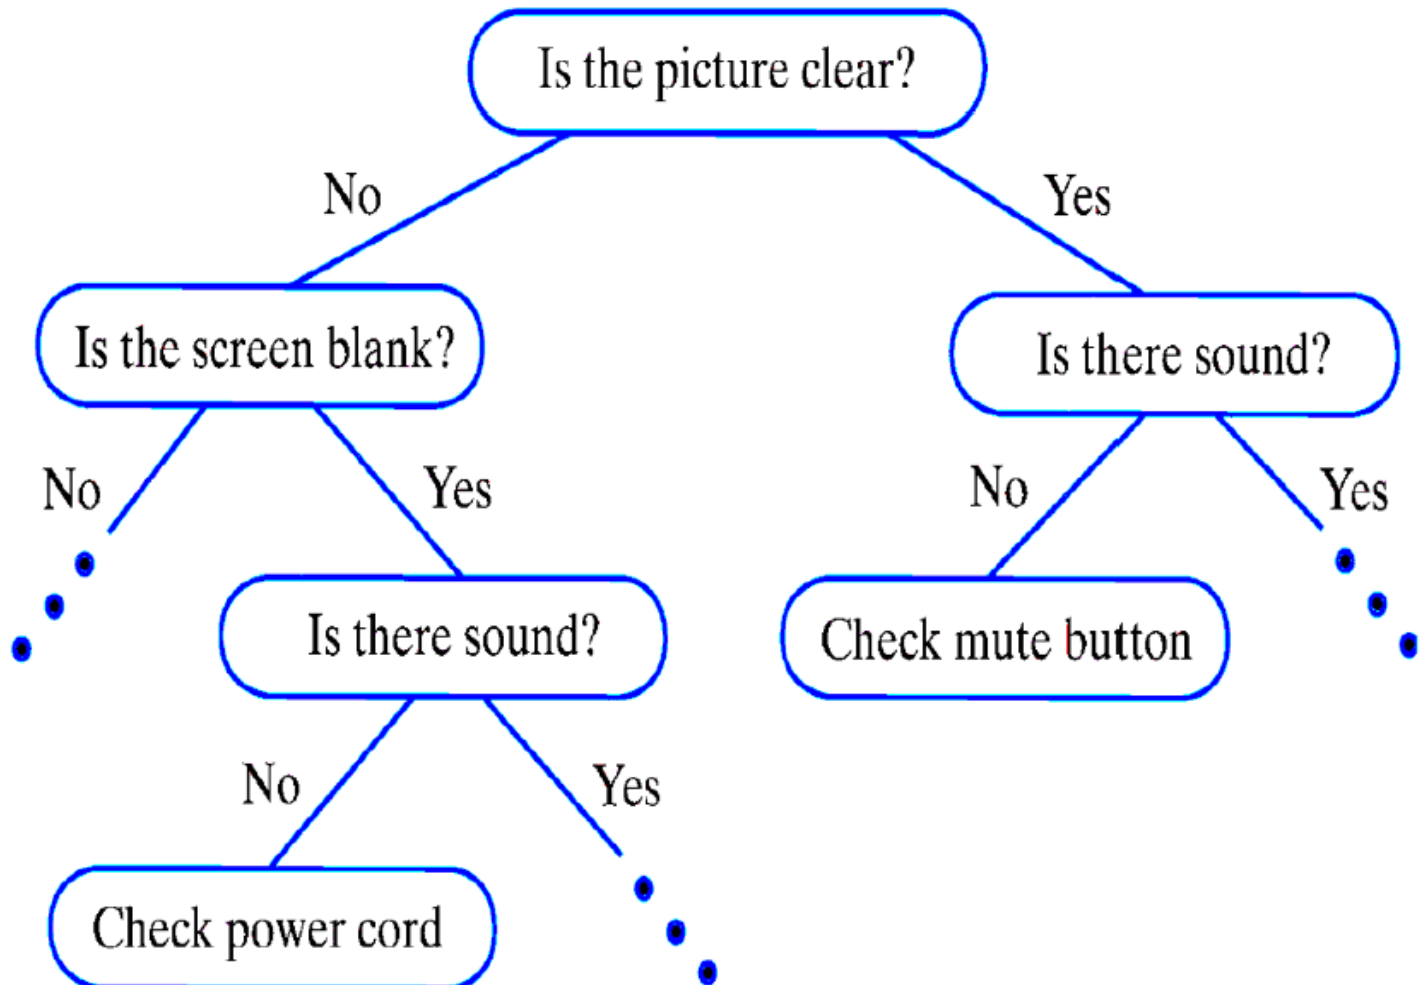 Is the picture clear?
No
Yes
Is the screen blank?
Is there sound?
No
Yes
No
Yes
Is there sound?
Check mute button
No
Yes
Check power cord